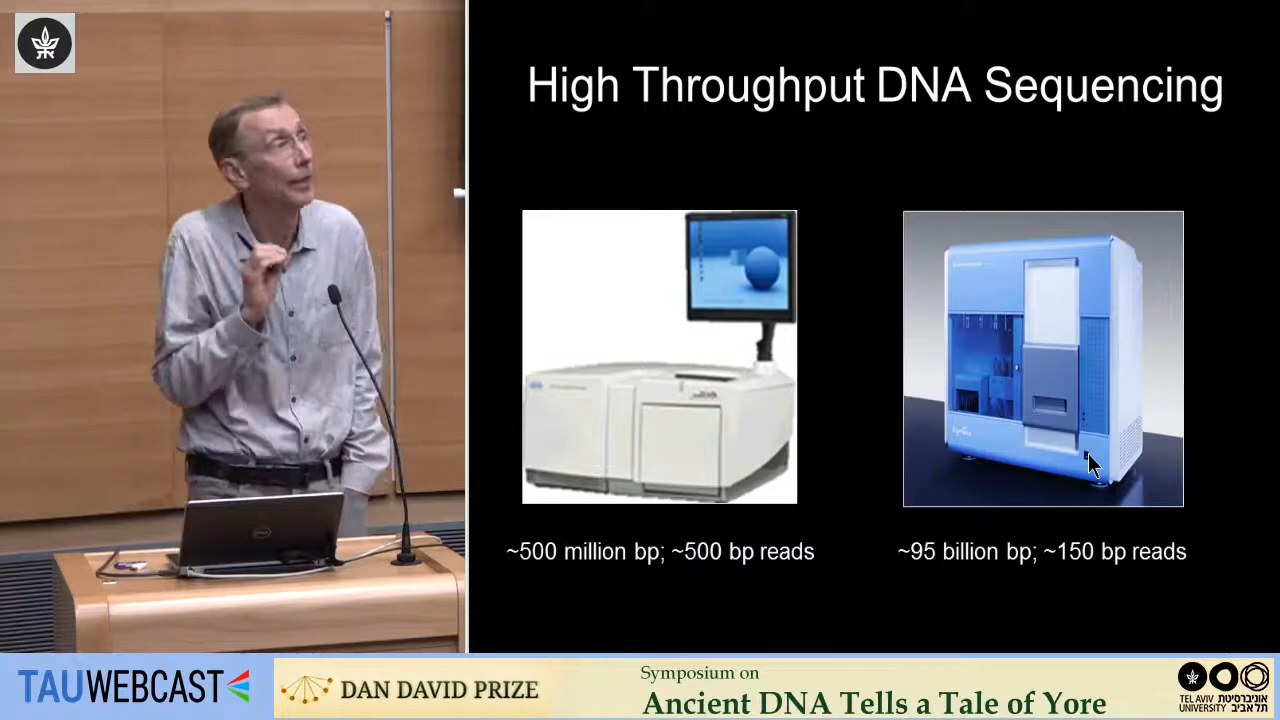 High Throughput DNA Sequencing
~500 million bp; ~500 bp reads
~95 billion bp; ~150 bp reads
TAUWEBCAST
DAN DAVID PRIZE
Symposium on
Ancient DNA Tells a Tale of Yore
TEL AVIV אוניברסיטת
UNIVERSITY תל אביב
DELL